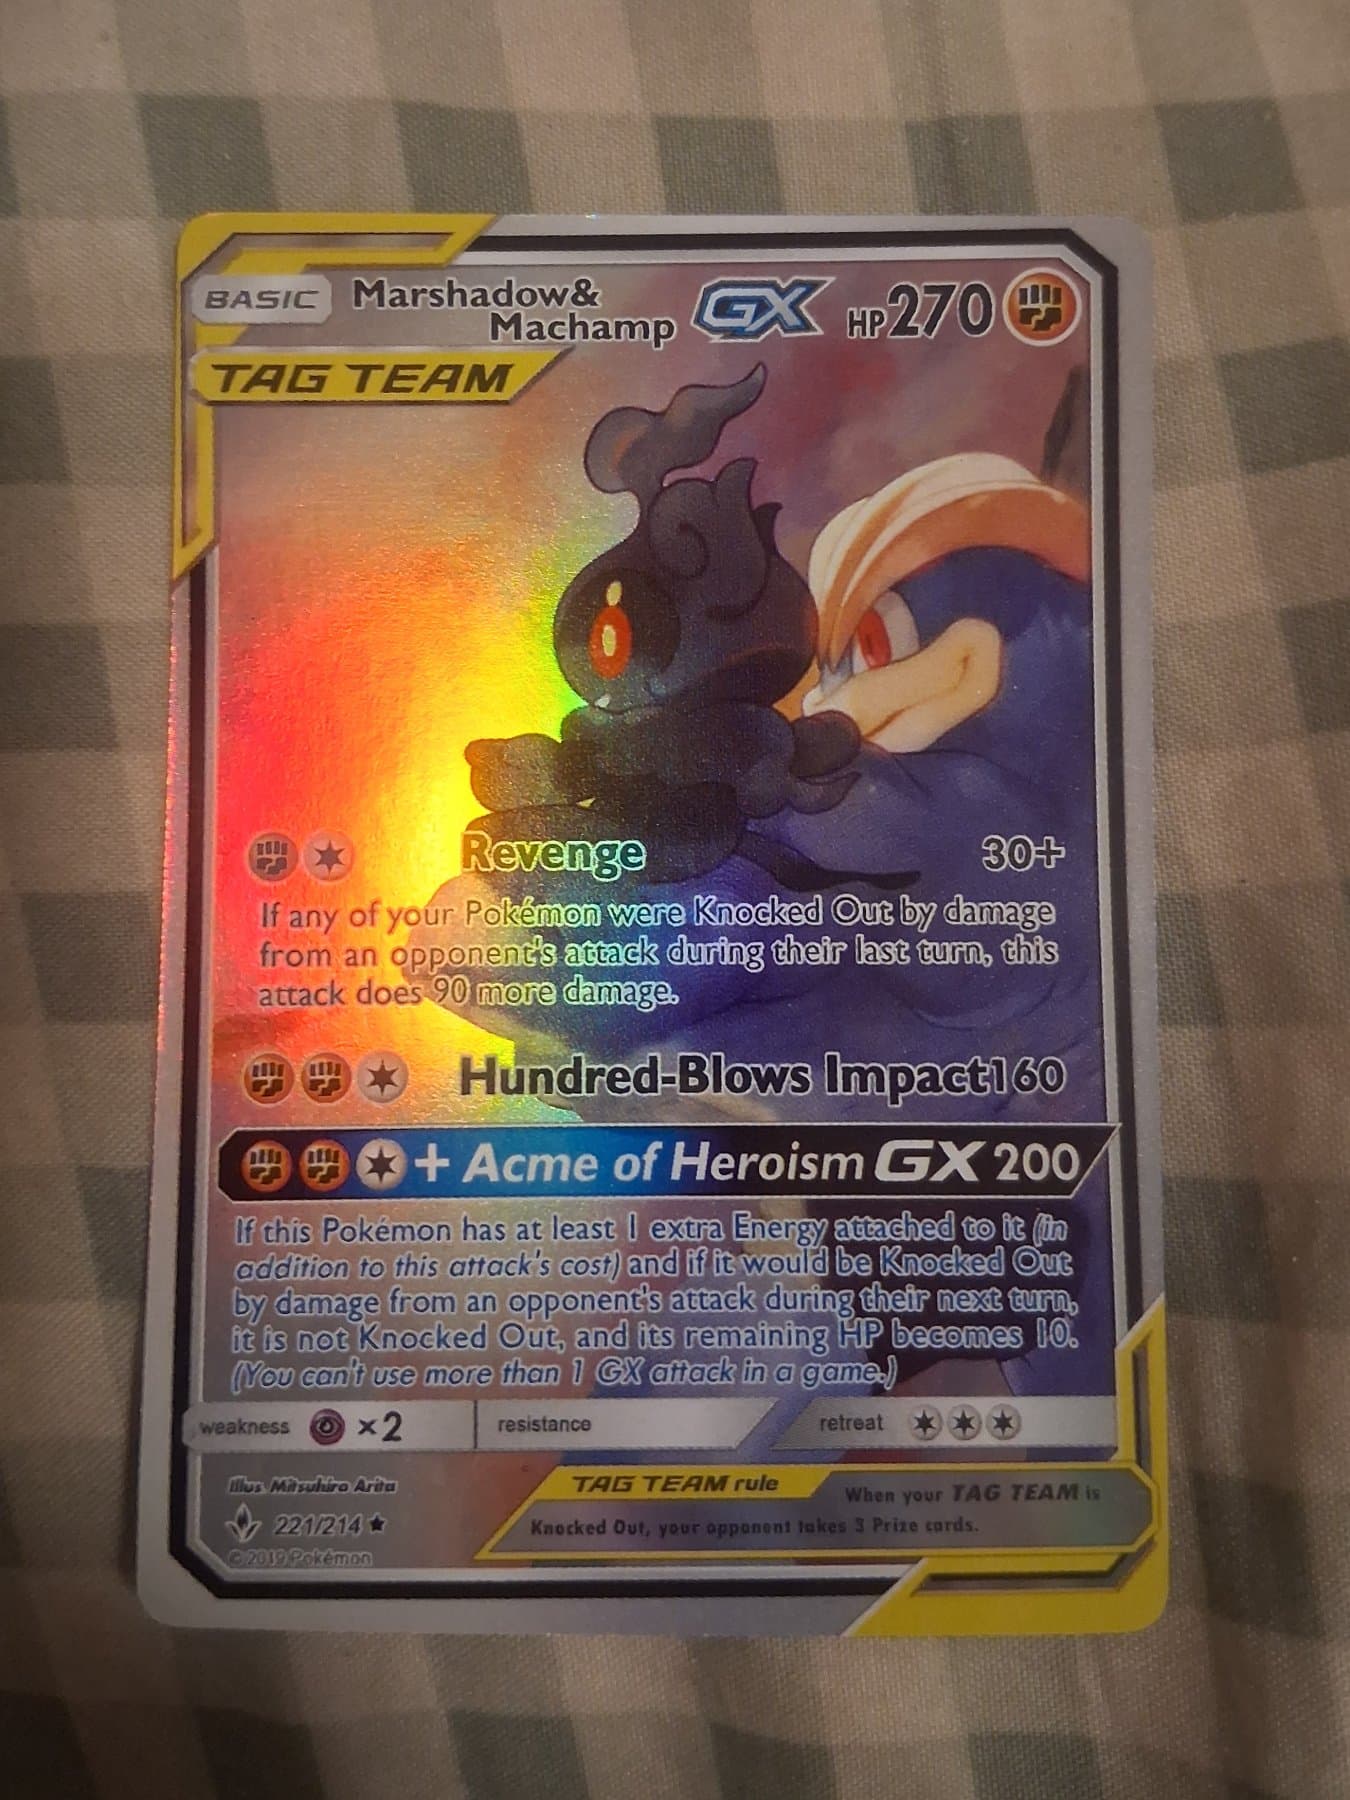 BASIC Marshadow& Machamp GX HP270
TAG TEAM
Revenge 30+
If any of your Pokémon were Knocked Out by damage
from an opponent's attack during their last turn, this
attack does 90 more damage.
Hundred-Blows Impact160
+ Acme of Heroism GX 200
If this Pokémon has at least 1 extra Energy attached to it (in
addition to this attack's cost) and if it would be Knocked Out
by damage from an opponent's attack during their next turn,
it is not Knocked Out, and its remaining HP becomes 10.
(You can't use more than 1 GX attack in a game.)
weakness x2 resistance retreat
Illus. Mitsuhiro Arita
TAG TEAM rule When your TAG TEAM is
Knocked Out, your opponent takes 3 Prize cards.
221/214
©2019 Pokémon